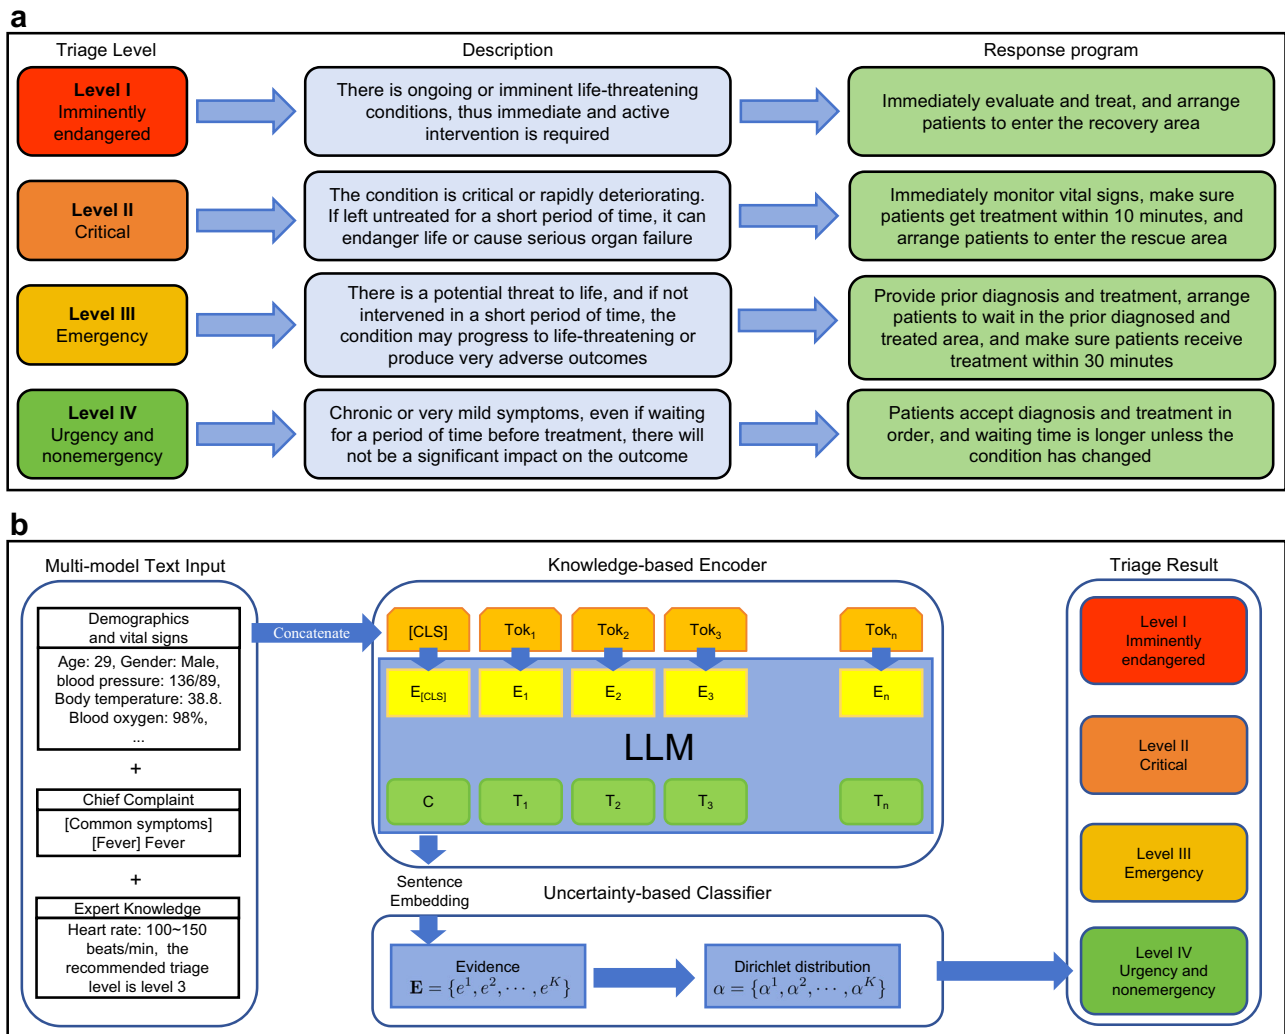 a
Triage Level
Description
Response program
Level I
Imminently
endangered
There is ongoing or imminent life-threatening
conditions, thus immediate and active
intervention is required
Immediately evaluate and treat, and arrange
patients to enter the recovery area
Level II
Critical
The condition is critical or rapidly deteriorating.
If left untreated for a short period of time, it can
endanger life or cause serious organ failure
Immediately monitor vital signs, make sure
patients get treatment within 10 minutes, and
arrange patients to enter the rescue area
Level III
Emergency
There is a potential threat to life, and if not
intervened in a short period of time, the
condition may progress to life-threatening or
produce very adverse outcomes
Provide prior diagnosis and treatment, arrange
patients to wait in the prior diagnosed and
treated area, and make sure patients receive
treatment within 30 minutes
Level IV
Urgency and
nonemergency
Chronic or very mild symptoms, even if waiting
for a period of time before treatment, there will
not be a significant impact on the outcome
Patients accept diagnosis and treatment in
order, and waiting time is longer unless the
condition has changed
b
Multi-model Text Input
Demographics
and vital signs
Age: 29, Gender: Male,
blood pressure: 136/89,
Body temperature: 38.8.
Blood oxygen: 98%,
...
+
Chief Complaint
[Common symptoms]
[Fever] Fever
+
Expert Knowledge
Heart rate: 100~150
beats/min, the
recommended triage
level is level 3
Concatenate
Knowledge-based Encoder
[CLS] Tok₁ Tok₂ Tok₃ Tokₙ
E[CLS] E₁ E₂ E₃ Eₙ
LLM
C T₁ T₂ T₃ Tₙ
Sentence
Embedding
Uncertainty-based Classifier
Evidence
E = {e¹, e², ⋯ , eᴷ}
Dirichlet distribution
α = {α¹, α², ⋯ , αᴷ}
Triage Result
Level I
Imminently
endangered
Level II
Critical
Level III
Emergency
Level IV
Urgency and
nonemergency